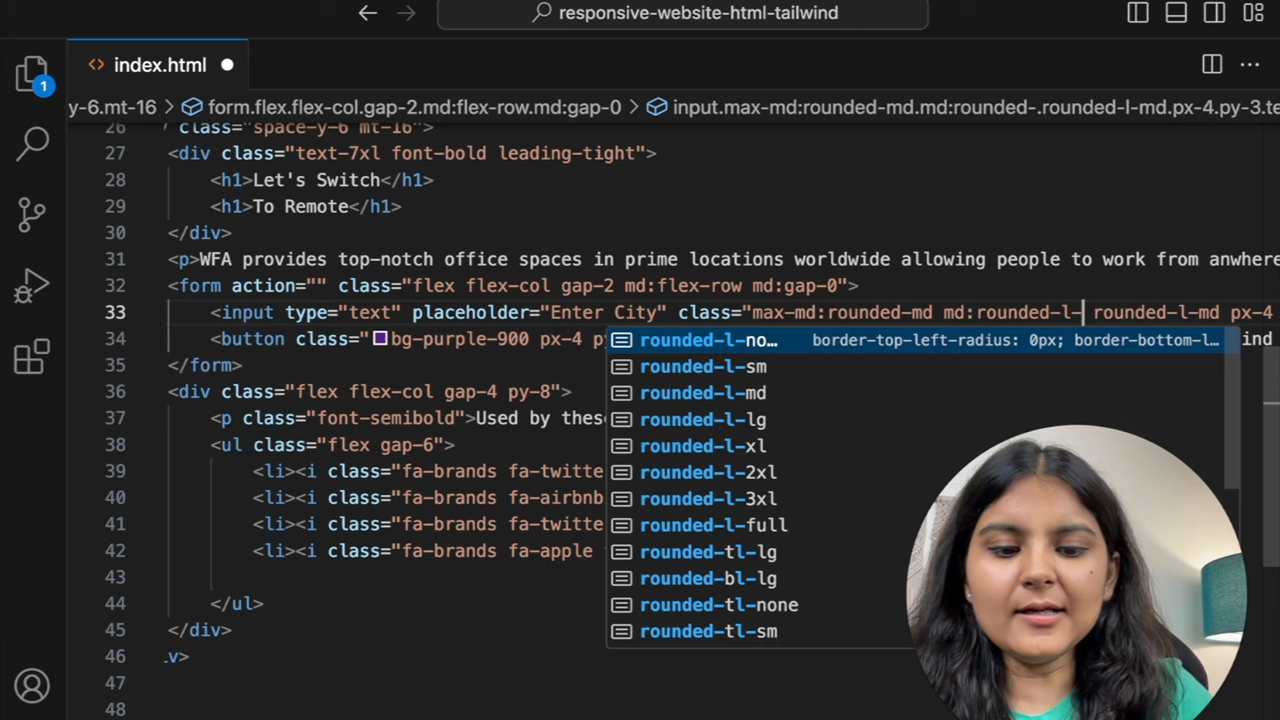 responsive-website-html-tailwind
index.html
1
y-6.mt-16 > form.flex.flex-col.gap-2.md:flex-row.md:gap-0 > input.max-md:rounded-md.md:rounded-.rounded-l-md.px-4.py-3.te
26 class="space-y-6 mt-16">
27 <div class="text-7xl font-bold leading-tight">
28 <h1>Let's Switch</h1>
29 <h1>To Remote</h1>
30 </div>
31 <p>WFA provides top-notch office spaces in prime locations worldwide allowing people to work from anwhere
32 <form action="" class="flex flex-col gap-2 md:flex-row md:gap-0">
33 <input type="text" placeholder="Enter City" class="max-md:rounded-md md:rounded-l- rounded-l-md px-4
34 <button class="bg-purple-900 px-4 p ind
rounded-l-no… border-top-left-radius: 0px; border-bottom-l…
rounded-l-sm
35 </form>
rounded-l-md
36 <div class="flex flex-col gap-4 py-8">
rounded-l-lg
37 <p class="font-semibold">Used by these
rounded-l-xl
38 <ul class="flex gap-6">
rounded-l-2xl
39 <li><i class="fa-brands fa-twitte
rounded-l-3xl
40 <li><i class="fa-brands fa-airbnb
rounded-l-full
41 <li><i class="fa-brands fa-twitte
rounded-tl-lg
42 <li><i class="fa-brands fa-apple
rounded-bl-lg
43
rounded-tl-none
44 </ul>
rounded-tl-sm
45 </div>
46 v>
47
48